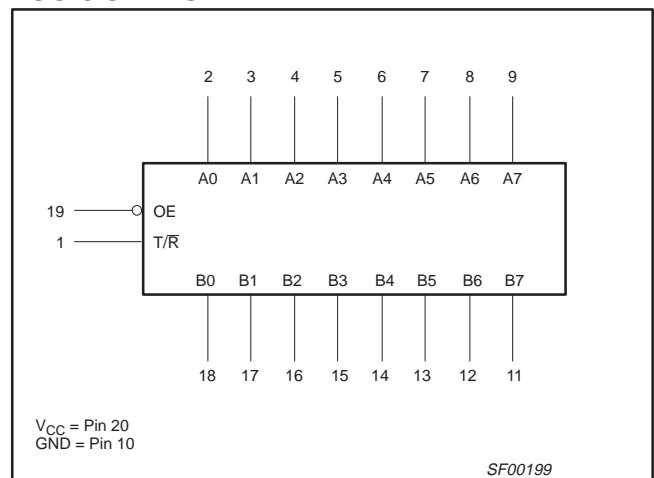 2 3 4 5 6 7 8 9
A0 A1 A2 A3 A4 A5 A6 A7
19 OE
1 T/R̅
B0 B1 B2 B3 B4 B5 B6 B7
18 17 16 15 14 13 12 11
VCC = Pin 20
GND = Pin 10
SF00199